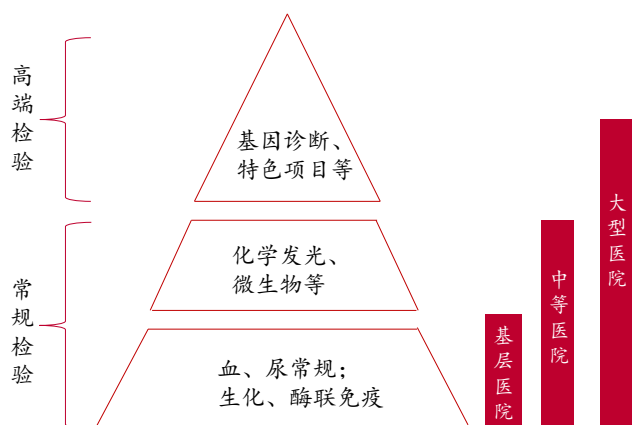 高端检验
基因诊断、
特色项目等
常规检验
化学发光、
微生物等
血、尿常规；
生化、酶联免疫
基层医院
中等医院
大型医院